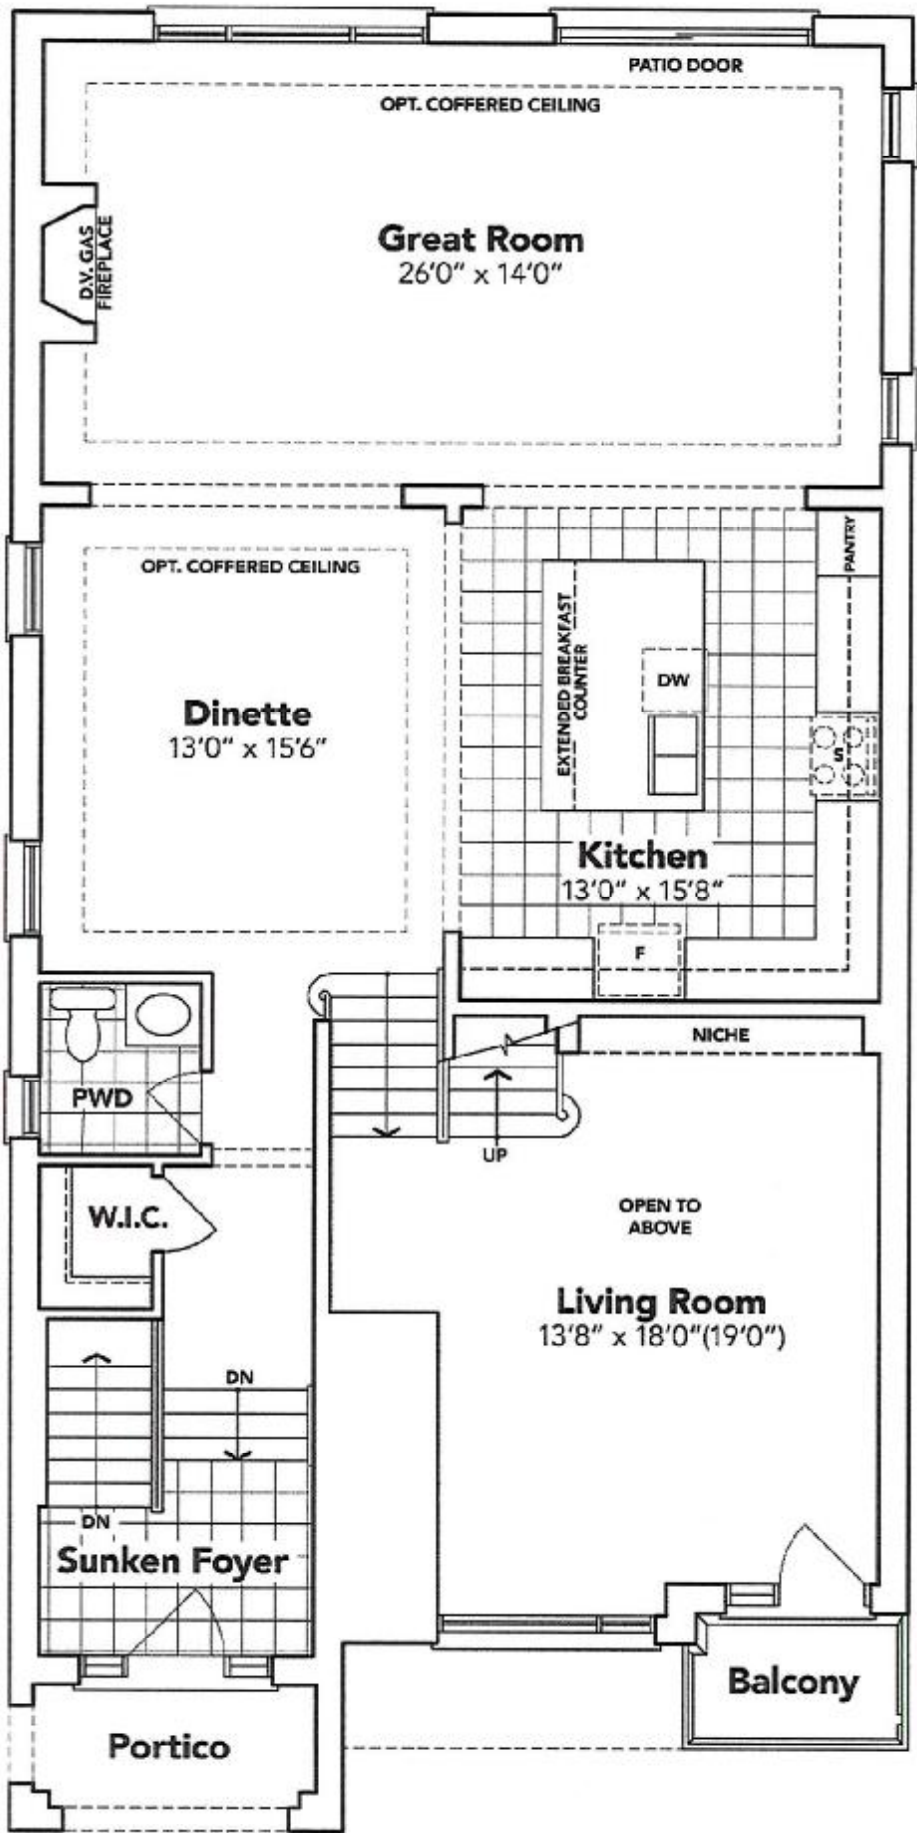 PATIO DOOR
OPT. COFFERED CEILING
D.V. GAS
FIREPLACE
Great Room
26'0" x 14'0"
OPT. COFFERED CEILING
Dinette
13'0" x 15'6"
PANTRY
EXTENDED BREAKFAST
COUNTER
DW
S
Kitchen
13'0" x 15'8"
F
NICHE
PWD
UP
W.I.C.
OPEN TO
ABOVE
Living Room
13'8" x 18'0"(19'0")
DN
DN
Sunken Foyer
Balcony
Portico